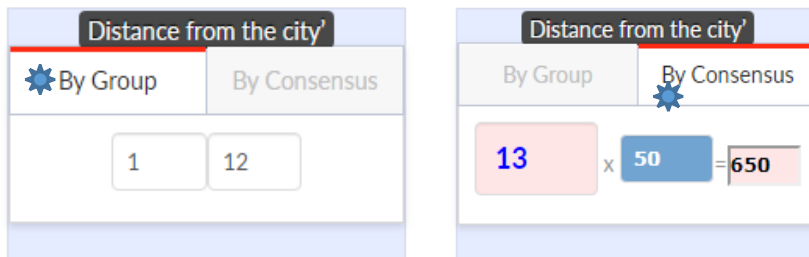 Distance from the city'
By Group By Consensus
1 12
Distance from the city'
By Group By Consensus
13 x 50 = 650